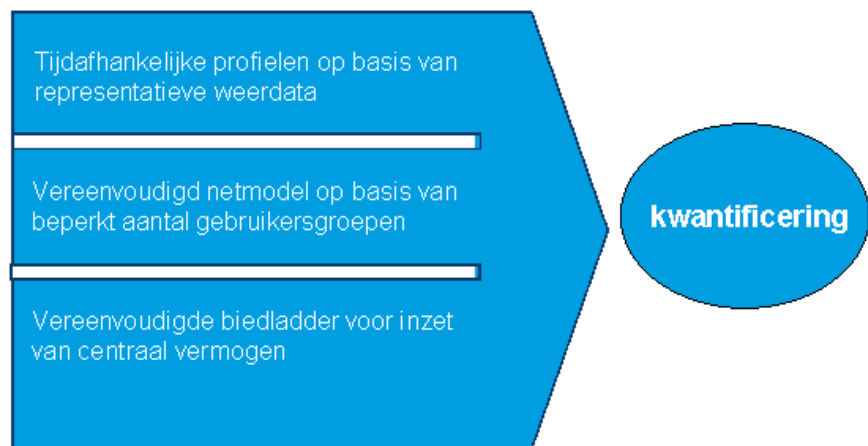 Tijdafhankelijke profielen op basis van
representatieve weerdata
Vereenvoudigd netmodel op basis van
beperkt aantal gebruikersgroepen
Vereenvoudigde biedladder voor inzet
van centraal vermogen
kwantificering